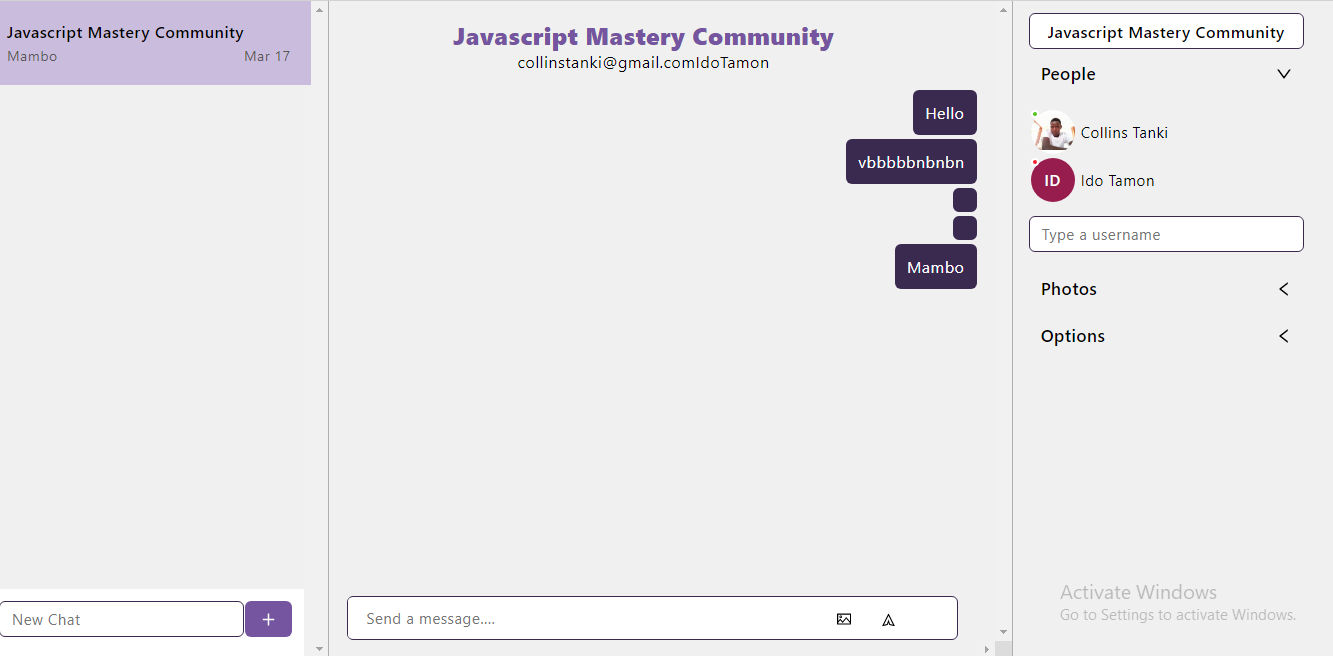 Javascript Mastery Community
Mambo Mar 17
New Chat
Javascript Mastery Community
collinstanki@gmail.comIdoTamon
Hello
vbbbbbnbnbn
Mambo
Send a message....
Javascript Mastery Community
People
Collins Tanki
ID Ido Tamon
Type a username
Photos
Options
Activate Windows
Go to Settings to activate Windows.